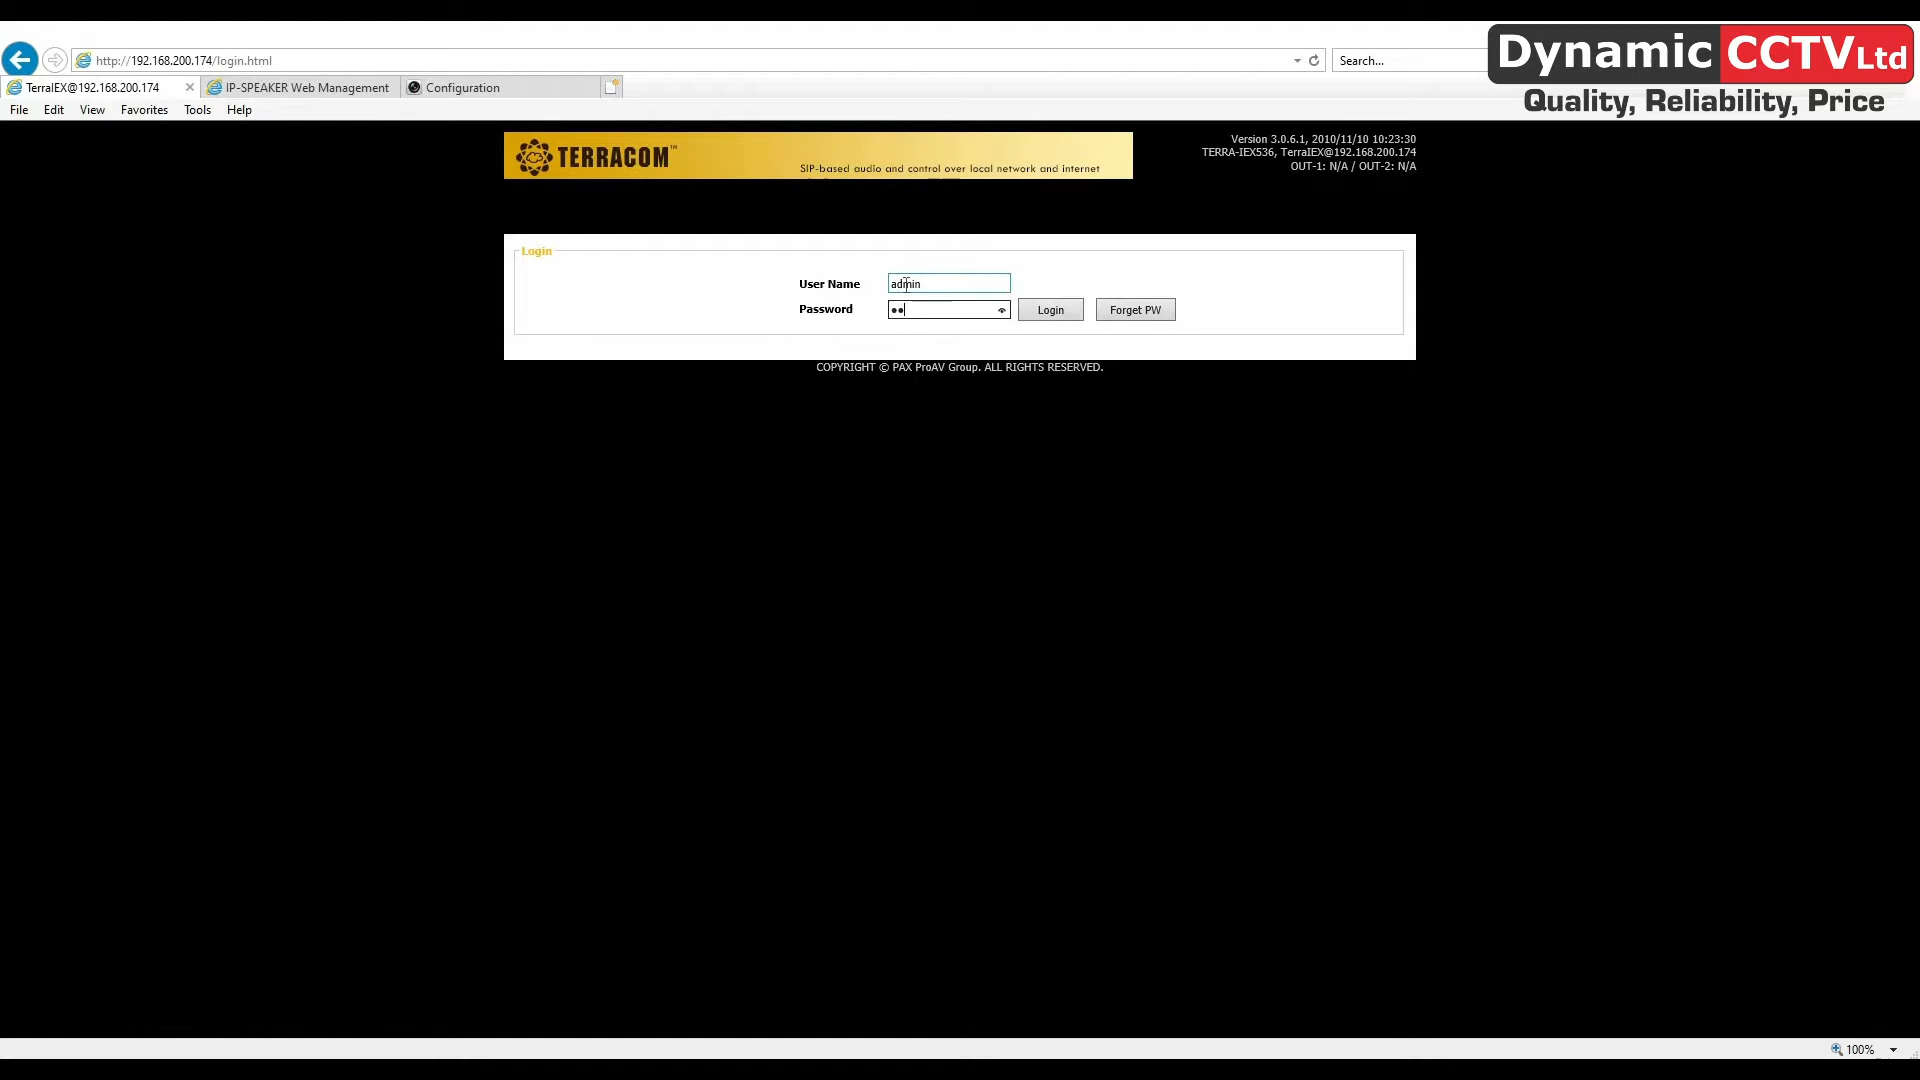 Dynamic CCTV Ltd
Quality, Reliability, Price
http://192.168.200.174/login.html
Search...
TerraIEX@192.168.200.174
IP-SPEAKER Web Management
Configuration
File Edit View Favorites Tools Help
TERRACOM™
SIP-based audio and control over local network and internet
Version 3.0.6.1, 2010/11/10 10:23:30
TERRA-IEX536, TerraIEX@192.168.200.174
OUT-1: N/A / OUT-2: N/A
Login
User Name admin
Password ●● Login Forget PW
COPYRIGHT © PAX ProAV Group. ALL RIGHTS RESERVED.
100%